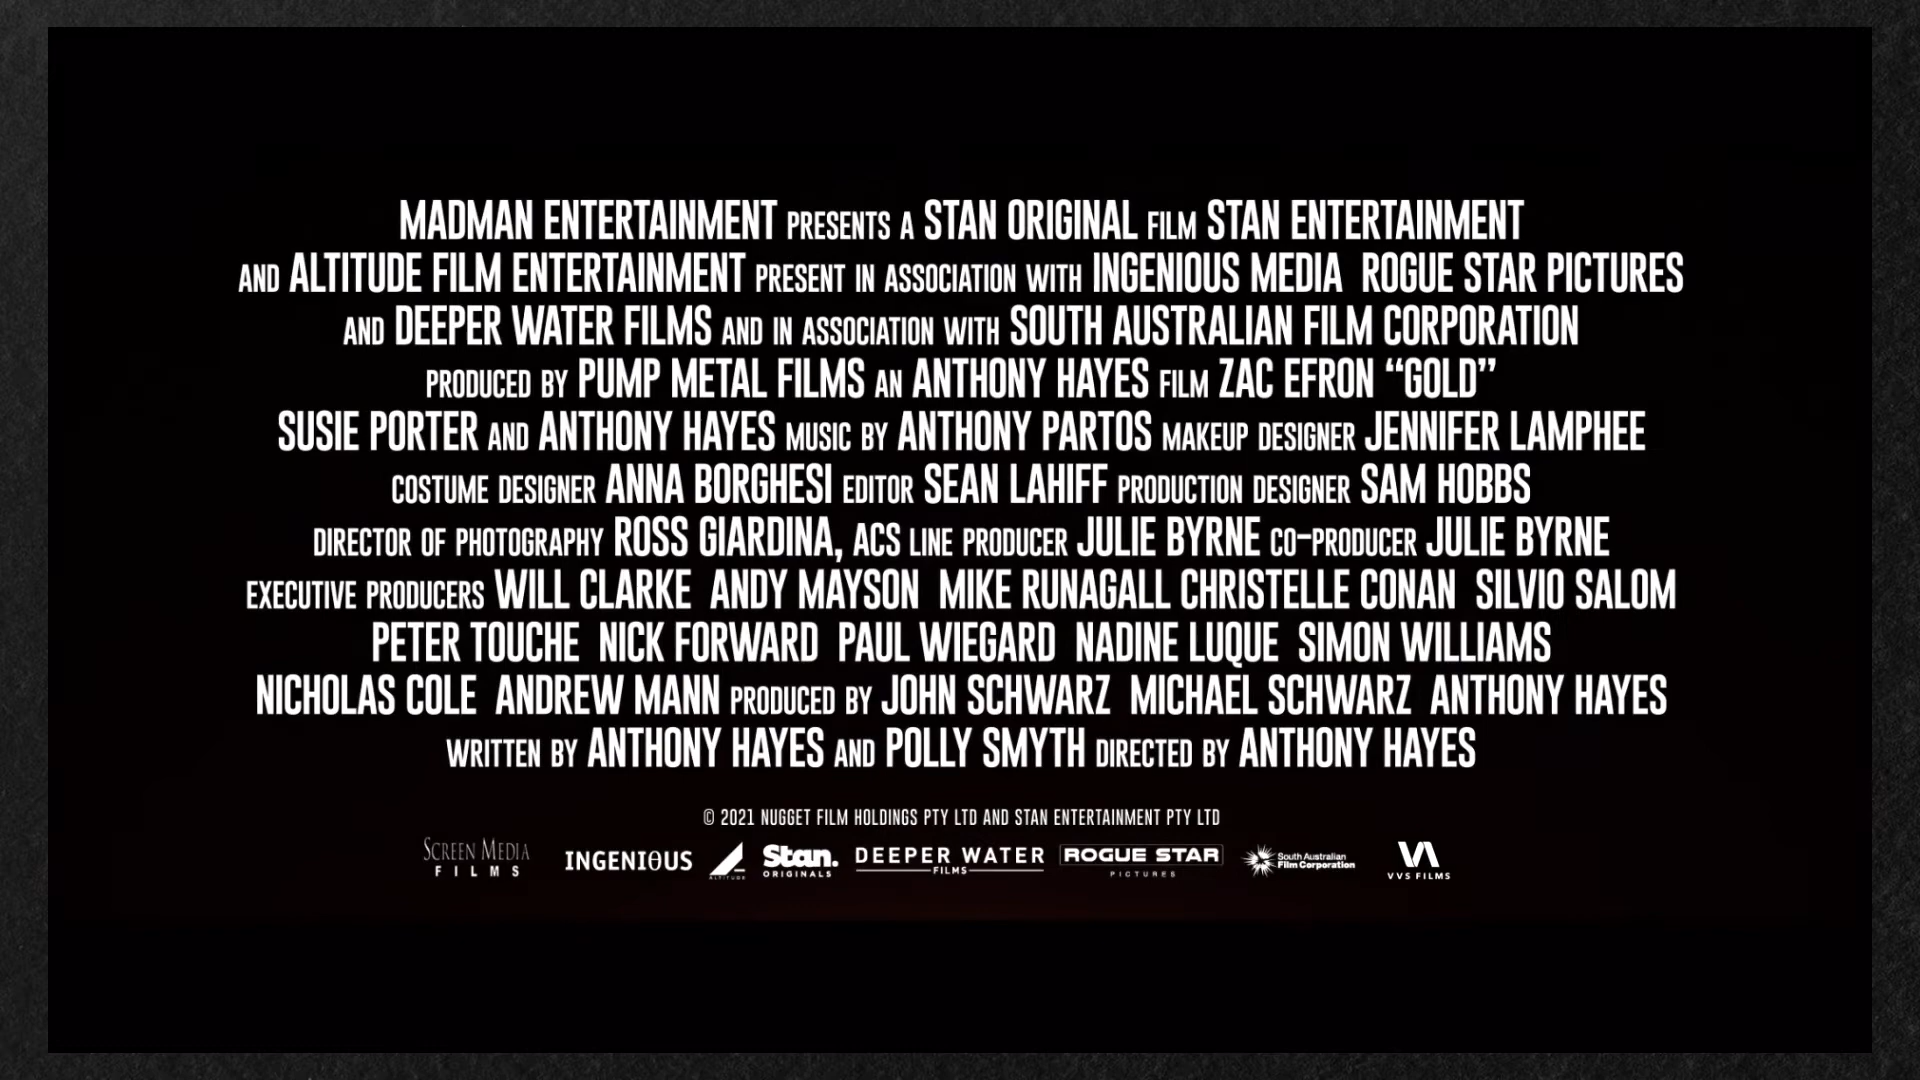 MADMAN ENTERTAINMENT PRESENTS A STAN ORIGINAL FILM STAN ENTERTAINMENT
AND ALTITUDE FILM ENTERTAINMENT PRESENT IN ASSOCIATION WITH INGENIOUS MEDIA ROGUE STAR PICTURES
AND DEEPER WATER FILMS AND IN ASSOCIATION WITH SOUTH AUSTRALIAN FILM CORPORATION
PRODUCED BY PUMP METAL FILMS AN ANTHONY HAYES FILM ZAC EFRON “GOLD”
SUSIE PORTER AND ANTHONY HAYES MUSIC BY ANTHONY PARTOS MAKEUP DESIGNER JENNIFER LAMPHEE
COSTUME DESIGNER ANNA BORGHESI EDITOR SEAN LAHIFF PRODUCTION DESIGNER SAM HOBBS
DIRECTOR OF PHOTOGRAPHY ROSS GIARDINA, ACS LINE PRODUCER JULIE BYRNE CO-PRODUCER JULIE BYRNE
EXECUTIVE PRODUCERS WILL CLARKE ANDY MAYSON MIKE RUNAGALL CHRISTELLE CONAN SILVIO SALOM
PETER TOUCHE NICK FORWARD PAUL WIEGARD NADINE LUQUE SIMON WILLIAMS
NICHOLAS COLE ANDREW MANN PRODUCED BY JOHN SCHWARZ MICHAEL SCHWARZ ANTHONY HAYES
WRITTEN BY ANTHONY HAYES AND POLLY SMYTH DIRECTED BY ANTHONY HAYES
© 2021 NUGGET FILM HOLDINGS PTY LTD AND STAN ENTERTAINMENT PTY LTD
SCREEN MEDIA
FILMS
INGENIOUS
ALTITUDE
Stan.
ORIGINALS
DEEPER WATER
FILMS
ROGUE STAR
PICTURES
South Australian
Film Corporation
VVS FILMS